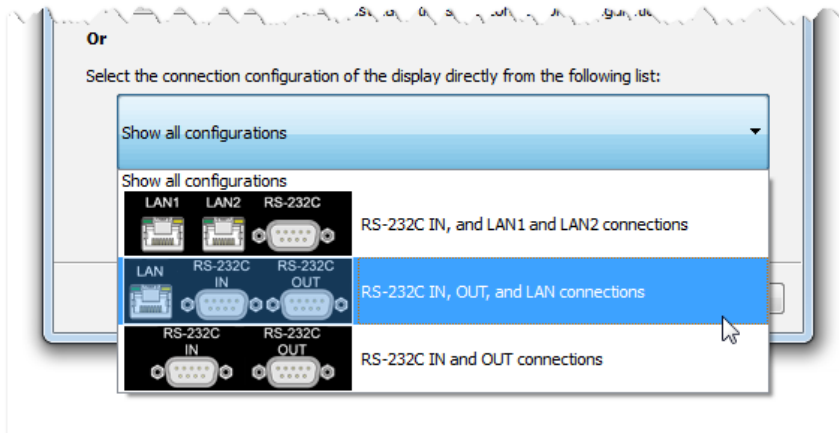 Or
Select the connection configuration of the display directly from the following list:
Show all configurations
Show all configurations
LAN1 LAN2 RS-232C
RS-232C IN, and LAN1 and LAN2 connections
LAN RS-232C IN RS-232C OUT
RS-232C IN, OUT, and LAN connections
RS-232C IN RS-232C OUT
RS-232C IN and OUT connections